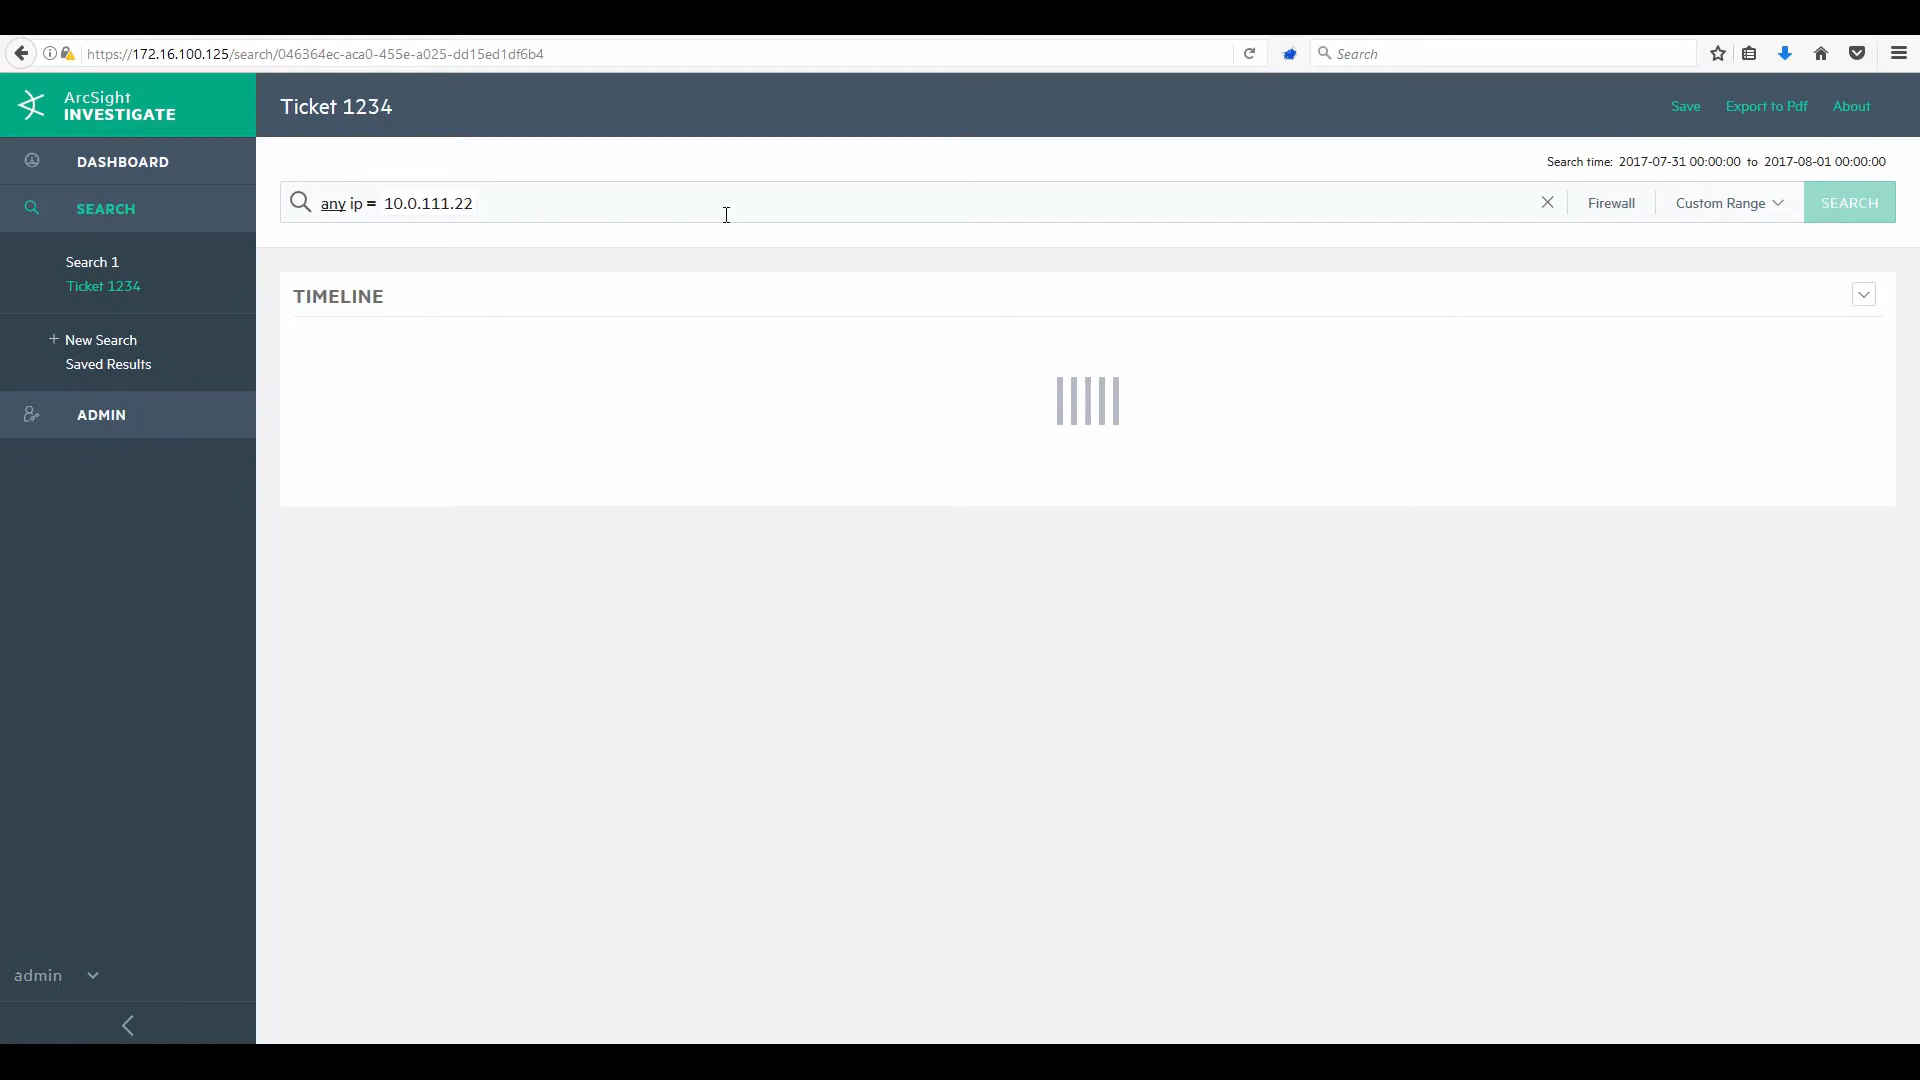 https://172.16.100.125/search/046364ec-aca0-455e-a025-dd15ed1df6b4
Search
ArcSight
INVESTIGATE
Ticket 1234
Save
Export to Pdf
About
DASHBOARD
Search time: 2017-07-31 00:00:00 to 2017-08-01 00:00:00
SEARCH
any ip = 10.0.111.22
Firewall
Custom Range
SEARCH
Search 1
Ticket 1234
TIMELINE
+ New Search
Saved Results
ADMIN
admin